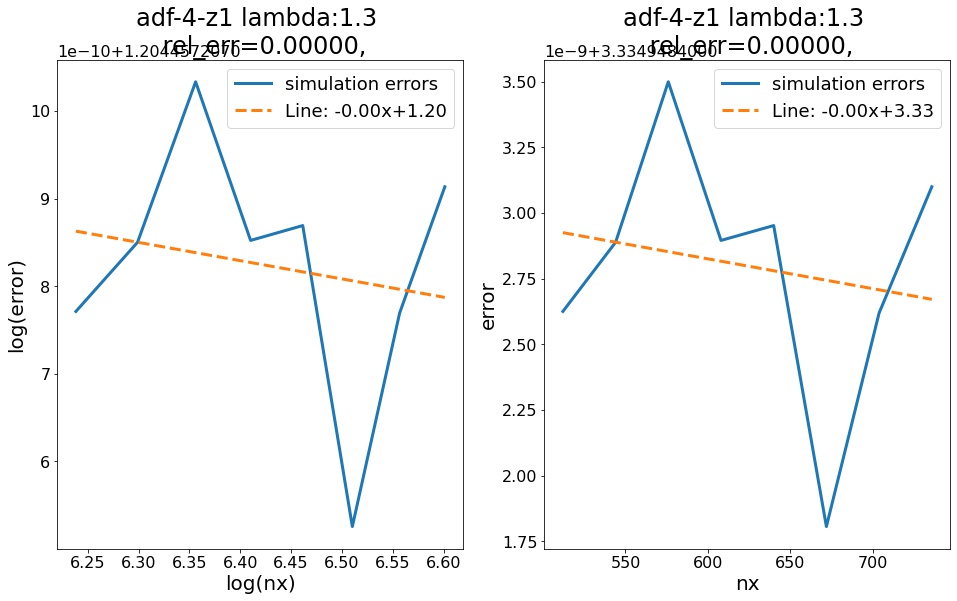 adf-4-z1 lambda:1.3
rel_err=0.00000,
1e−10+1.2044572070
simulation errors
Line: -0.00x+1.20
10
9
8
7
6
log(error)
6.25 6.30 6.35 6.40 6.45 6.50 6.55 6.60
log(nx)
adf-4-z1 lambda:1.3
rel_err=0.00000,
1e−9+3.3349484000
simulation errors
Line: -0.00x+3.33
3.50
3.25
3.00
2.75
2.50
2.25
2.00
1.75
error
550 600 650 700
nx